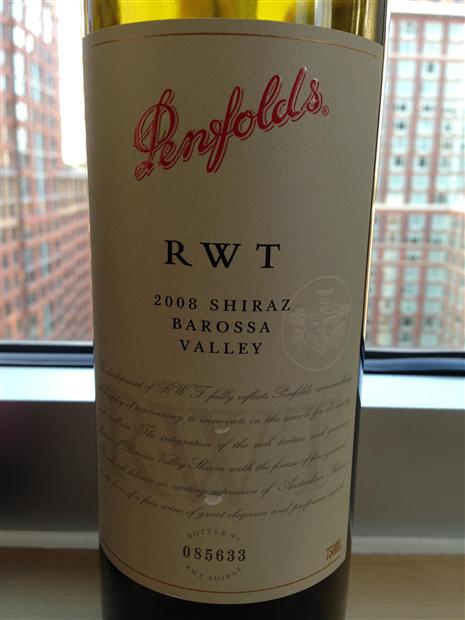 Penfolds®
RWT
2008 SHIRAZ
BAROSSA
VALLEY
The development of RWT fully reflects Penfolds winemaking
philosophy of continuing to innovate in the search for diversity
and excellence. The integration of the rich texture and generous
of Barossa Valley Shiraz with the finesse of fine grained
French oak delivers an exciting expression of Australian Shiraz
in the form of a fine wine of great elegance and profound depth.
RWT
BOTTLE No
085633
RWT SHIRAZ
750ML